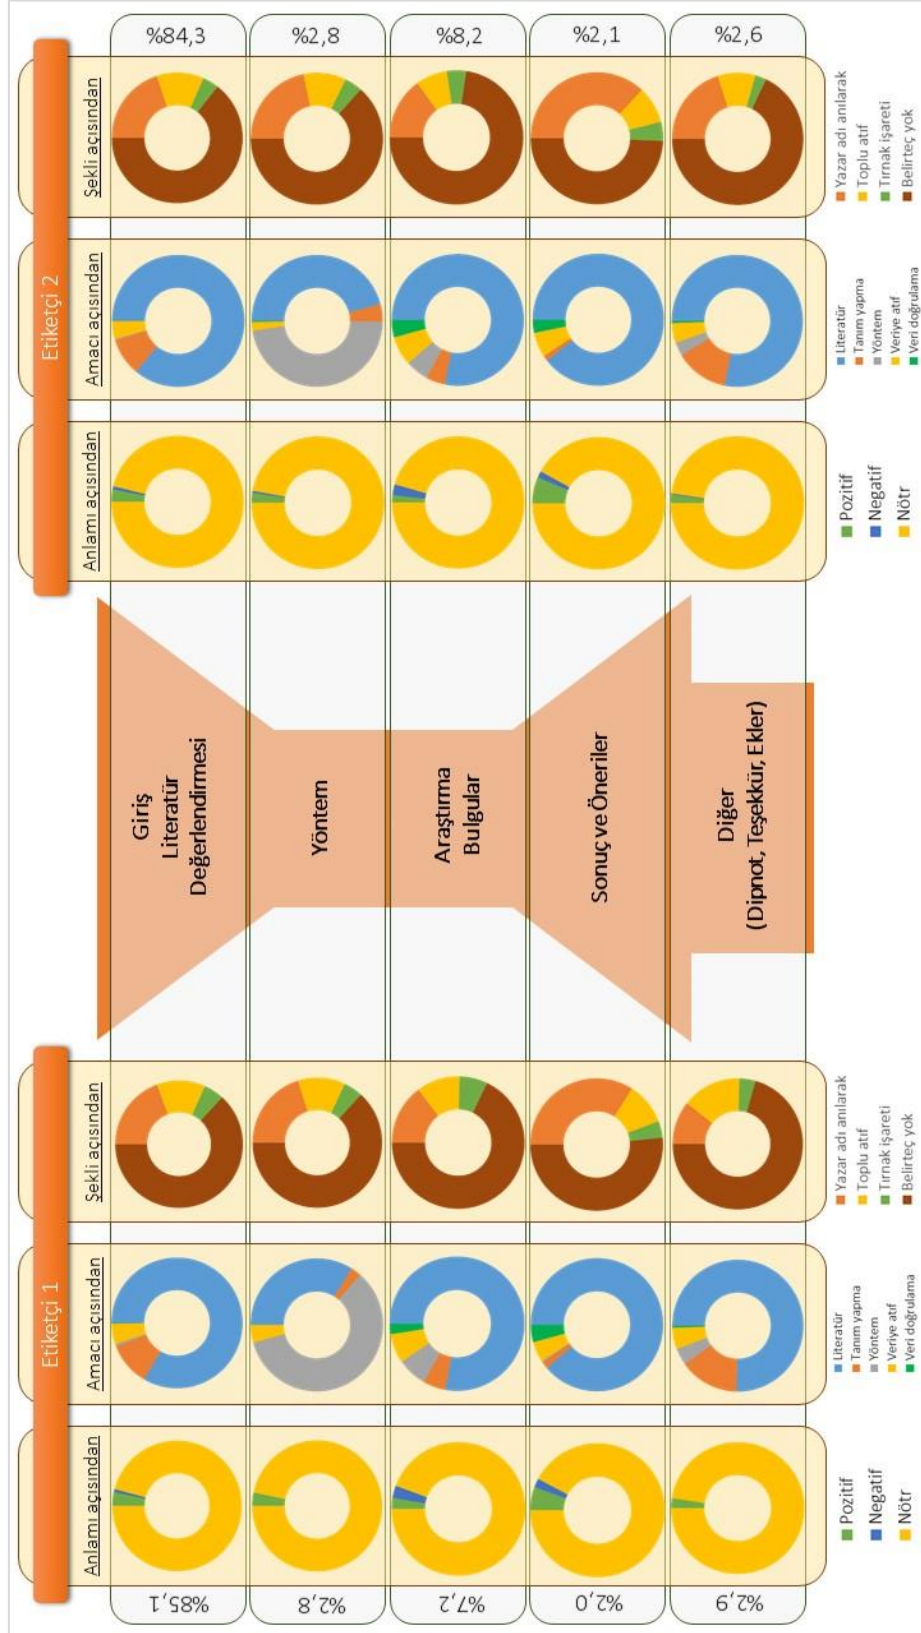 Etiketçi 1
Etiketçi 2
Anlamı açısından
Amacı açısından
Şekli açısından
Anlamı açısından
Amacı açısından
Şekli açısından
%85,1
Giriş
Literatür
Değerlendirmesi
%84,3
%2,8
Yöntem
%2,8
%7,2
Araştırma
Bulgular
%8,2
%2,0
Sonuç ve Öneriler
%2,1
%2,9
Diğer
(Dipnot, Teşekkür, Ekler)
%2,6
Pozitif
Negatif
Nötr
Literatür
Tanım yapma
Yöntem
Veriye atıf
Veri doğrulama
Yazar adı anılarak
Toplu atıf
Tırnak işareti
Belirteç yok
Pozitif
Negatif
Nötr
Literatür
Tanım yapma
Yöntem
Veriye atıf
Veri doğrulama
Yazar adı anılarak
Toplu atıf
Tırnak işareti
Belirteç yok